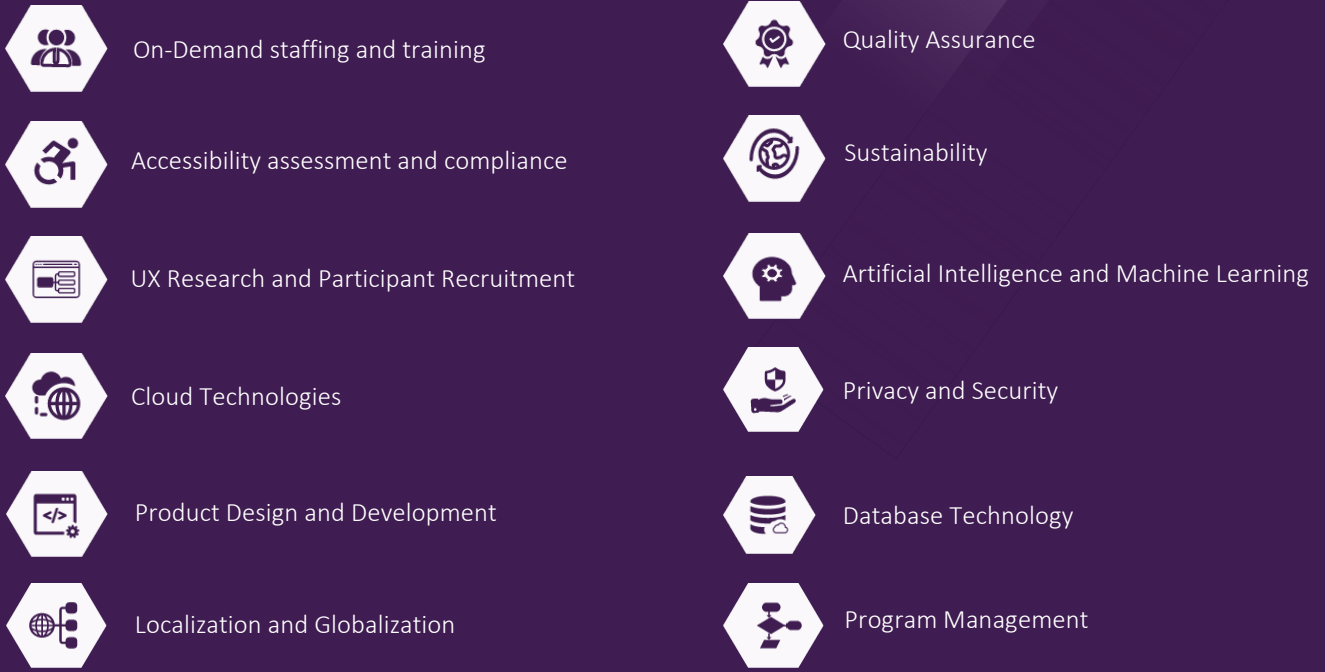 On-Demand staffing and training
Accessibility assessment and compliance
UX Research and Participant Recruitment
Cloud Technologies
Product Design and Development
Localization and Globalization
Quality Assurance
Sustainability
Artificial Intelligence and Machine Learning
Privacy and Security
Database Technology
Program Management